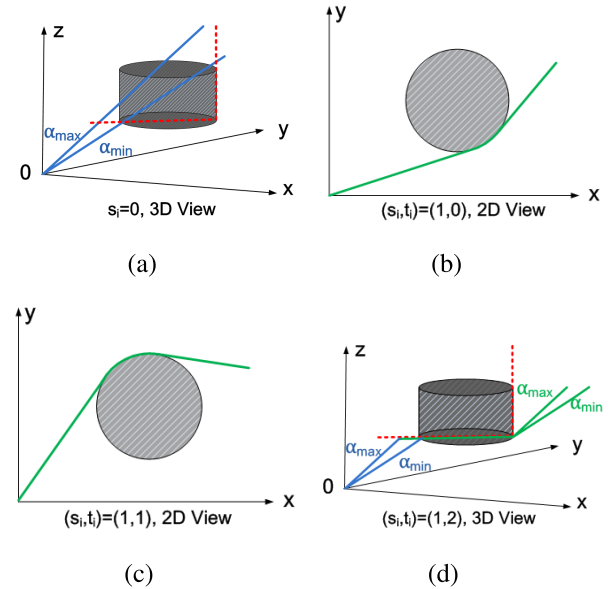 z
y
αmax
αmin
y
0
x
x
sᵢ=0, 3D View
(sᵢ,tᵢ)=(1,0), 2D View
(a)
(b)
y
z
αmax
αmin
αmax
y
αmin
x
0
x
(sᵢ,tᵢ)=(1,1), 2D View
(sᵢ,tᵢ)=(1,2), 3D View
(c)
(d)